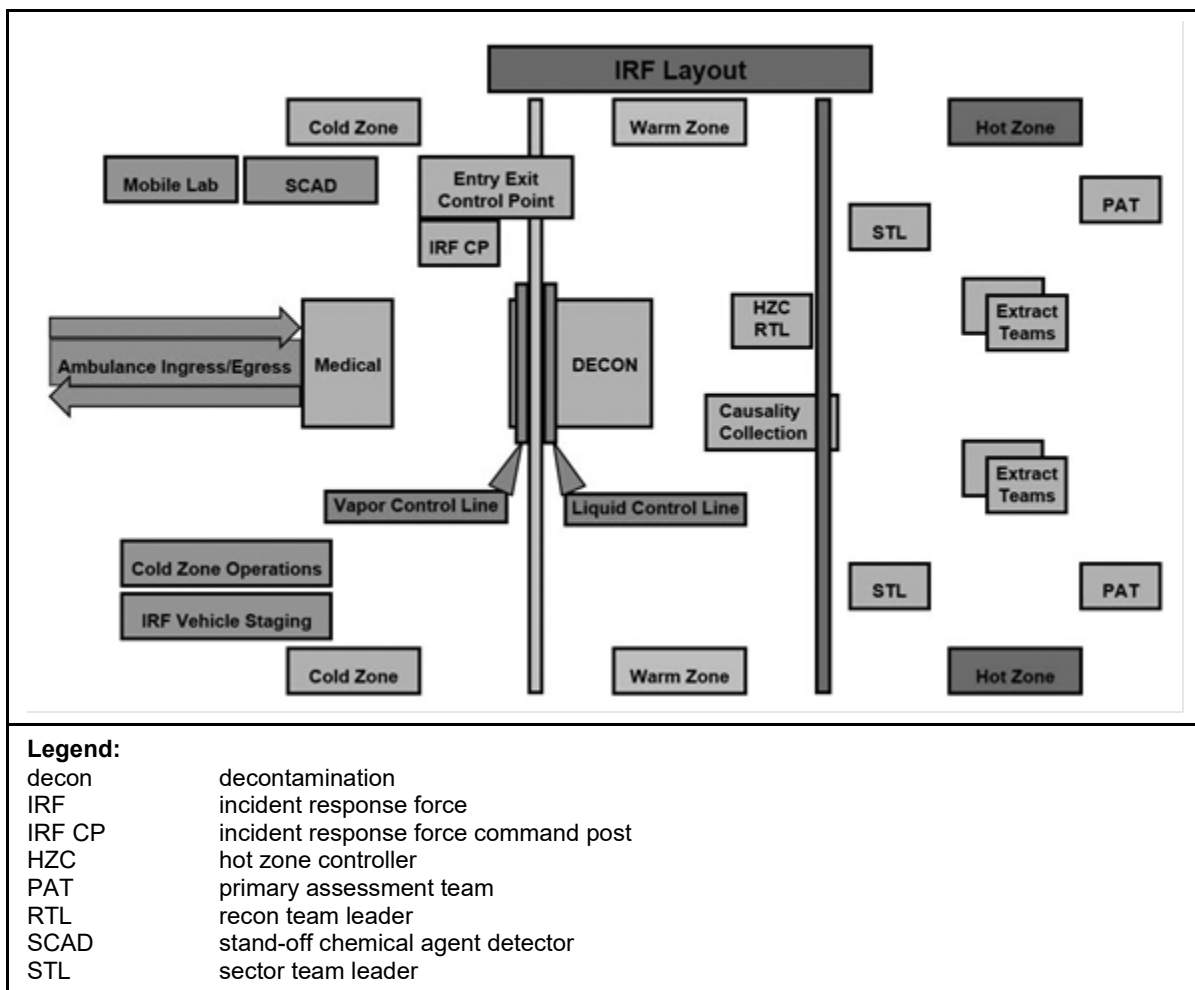 IRF Layout
Cold Zone
Warm Zone
Hot Zone
Mobile Lab
SCAD
Entry Exit
Control Point
PAT
STL
IRF CP
HZC
RTL
Extract
Teams
Ambulance Ingress/Egress
Medical
DECON
Causality
Collection
Extract
Teams
Vapor Control Line
Liquid Control Line
Cold Zone Operations
STL
PAT
IRF Vehicle Staging
Cold Zone
Warm Zone
Hot Zone
Legend:
decon decontamination
IRF incident response force
IRF CP incident response force command post
HZC hot zone controller
PAT primary assessment team
RTL recon team leader
SCAD stand-off chemical agent detector
STL sector team leader